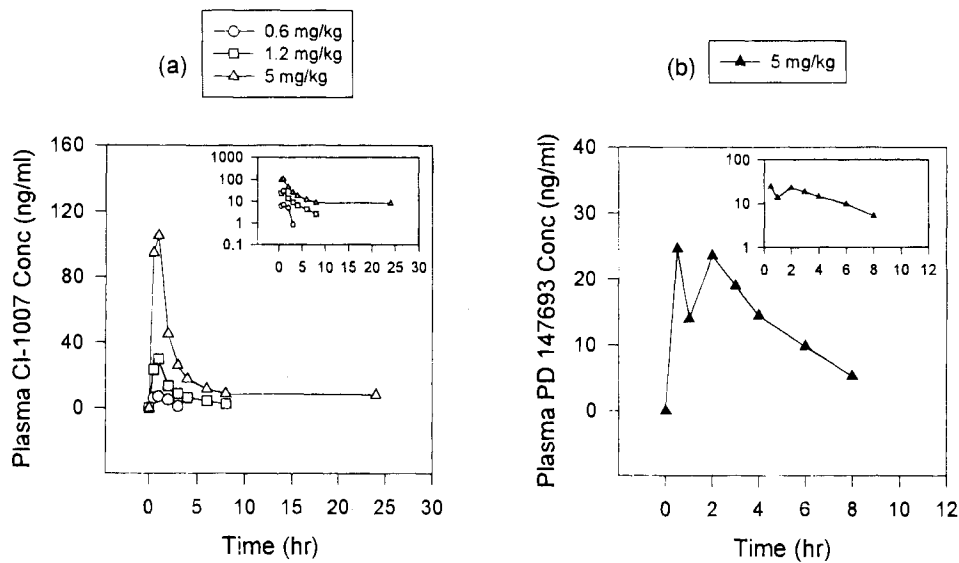 (a)
0.6 mg/kg
1.2 mg/kg
5 mg/kg
Plasma CI-1007 Conc (ng/ml)
160
120
80
40
0
0 5 10 15 20 25 30
Time (hr)
1000
100
10
1
0,1
0 5 10 15 20 25 30
(b)
5 mg/kg
Plasma PD 147693 Conc (ng/ml)
40
30
20
10
0
0 2 4 6 8 10 12
Time (hr)
100
10
1
0 2 4 6 8 10 12